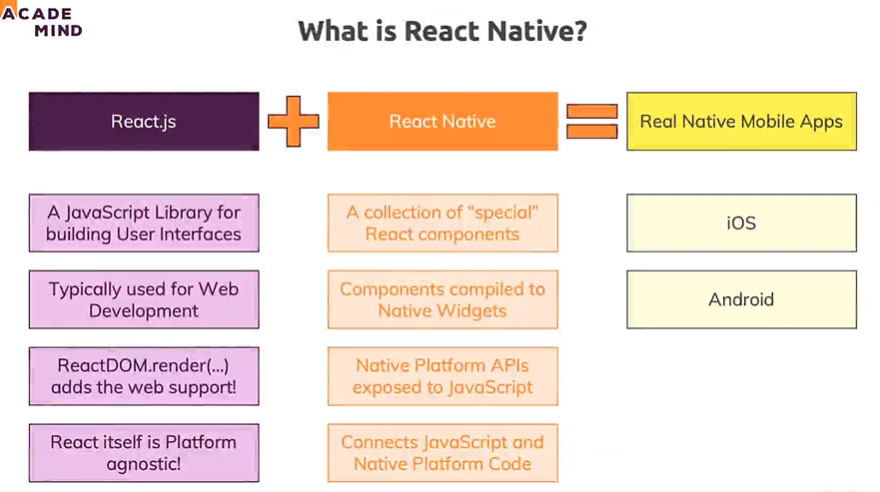 ACADE
MIND
What is React Native?
React.js
React Native
Real Native Mobile Apps
A JavaScript Library for
building User Interfaces
Typically used for Web
Development
ReactDOM.render(...)
adds the web support!
React itself is Platform
agnostic!
A collection of “special”
React components
Components compiled to
Native Widgets
Native Platform APIs
exposed to JavaScript
Connects JavaScript and
Native Platform Code
iOS
Android